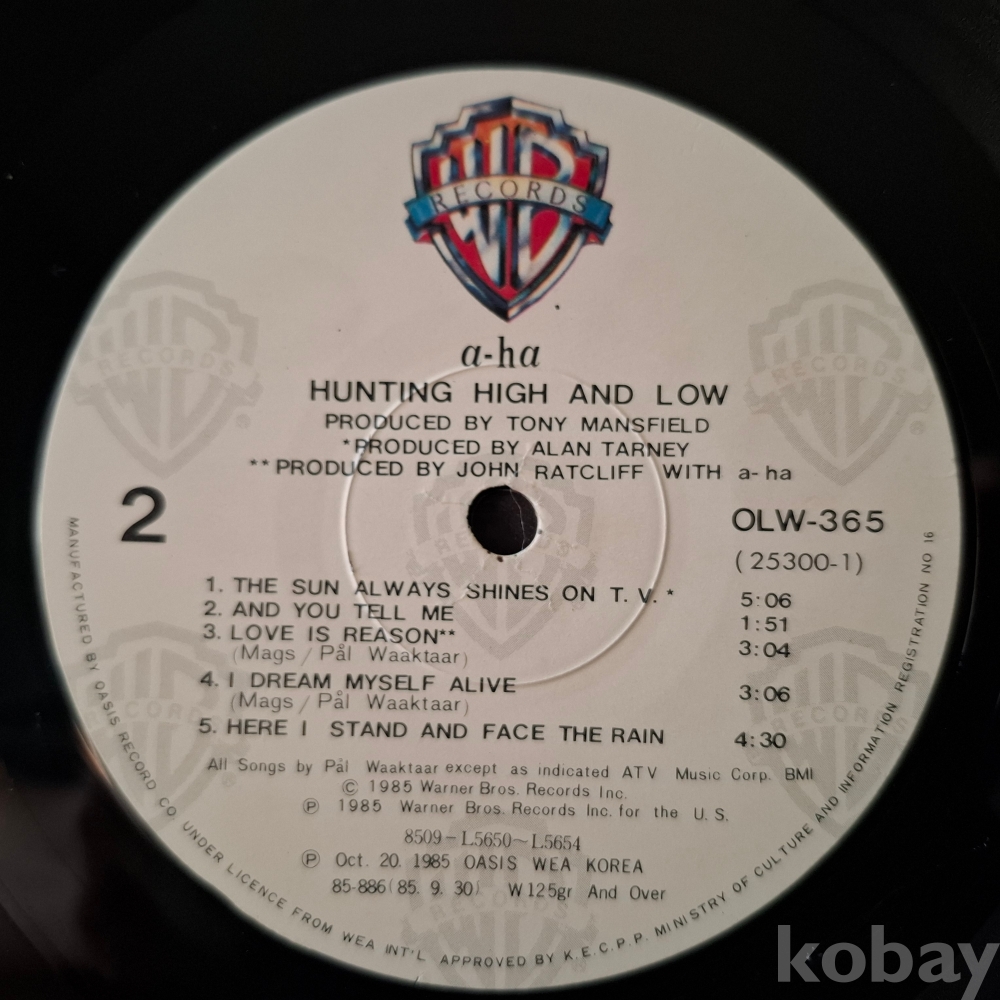 WB
RECORDS
a-ha
HUNTING HIGH AND LOW
PRODUCED BY TONY MANSFIELD
*PRODUCED BY ALAN TARNEY
**PRODUCED BY JOHN RATCLIFF WITH a-ha
2
OLW-365
(25300-1)
1. THE SUN ALWAYS SHINES ON T. V.* 5:06
2. AND YOU TELL ME 1:51
3. LOVE IS REASON** 3:04
(Mags / Pål Waaktaar)
4. I DREAM MYSELF ALIVE 3:06
(Mags / Pål Waaktaar)
5. HERE I STAND AND FACE THE RAIN 4:30
All Songs by Pål Waaktaar except as indicated ATV Music Corp. BMI
© 1985 Warner Bros. Records Inc.
℗ 1985 Warner Bros. Records Inc. for the U. S.
8509-L5650~L5654
℗ Oct. 20. 1985 OASIS WEA KOREA
85-886(85. 9. 30) W125gr And Over
MANUFACTURED BY OASIS RECORD CO. UNDER LICENCE FROM WEA INT'L. APPROVED BY K.E.C.P.P. MINISTRY OF CULTURE AND INFORMATION REGISTRATION NO 16
kobay